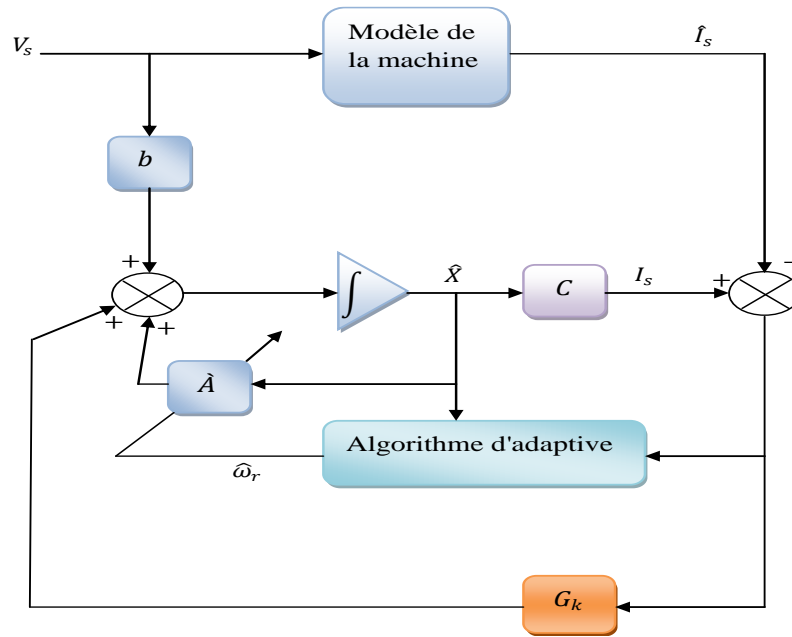 Modèle de
la machine
V_s
Î_s
b
+
-
∫
X̂
C
I_s
+
+
+
À
Algorithme d'adaptive
ω̂_r
G_k